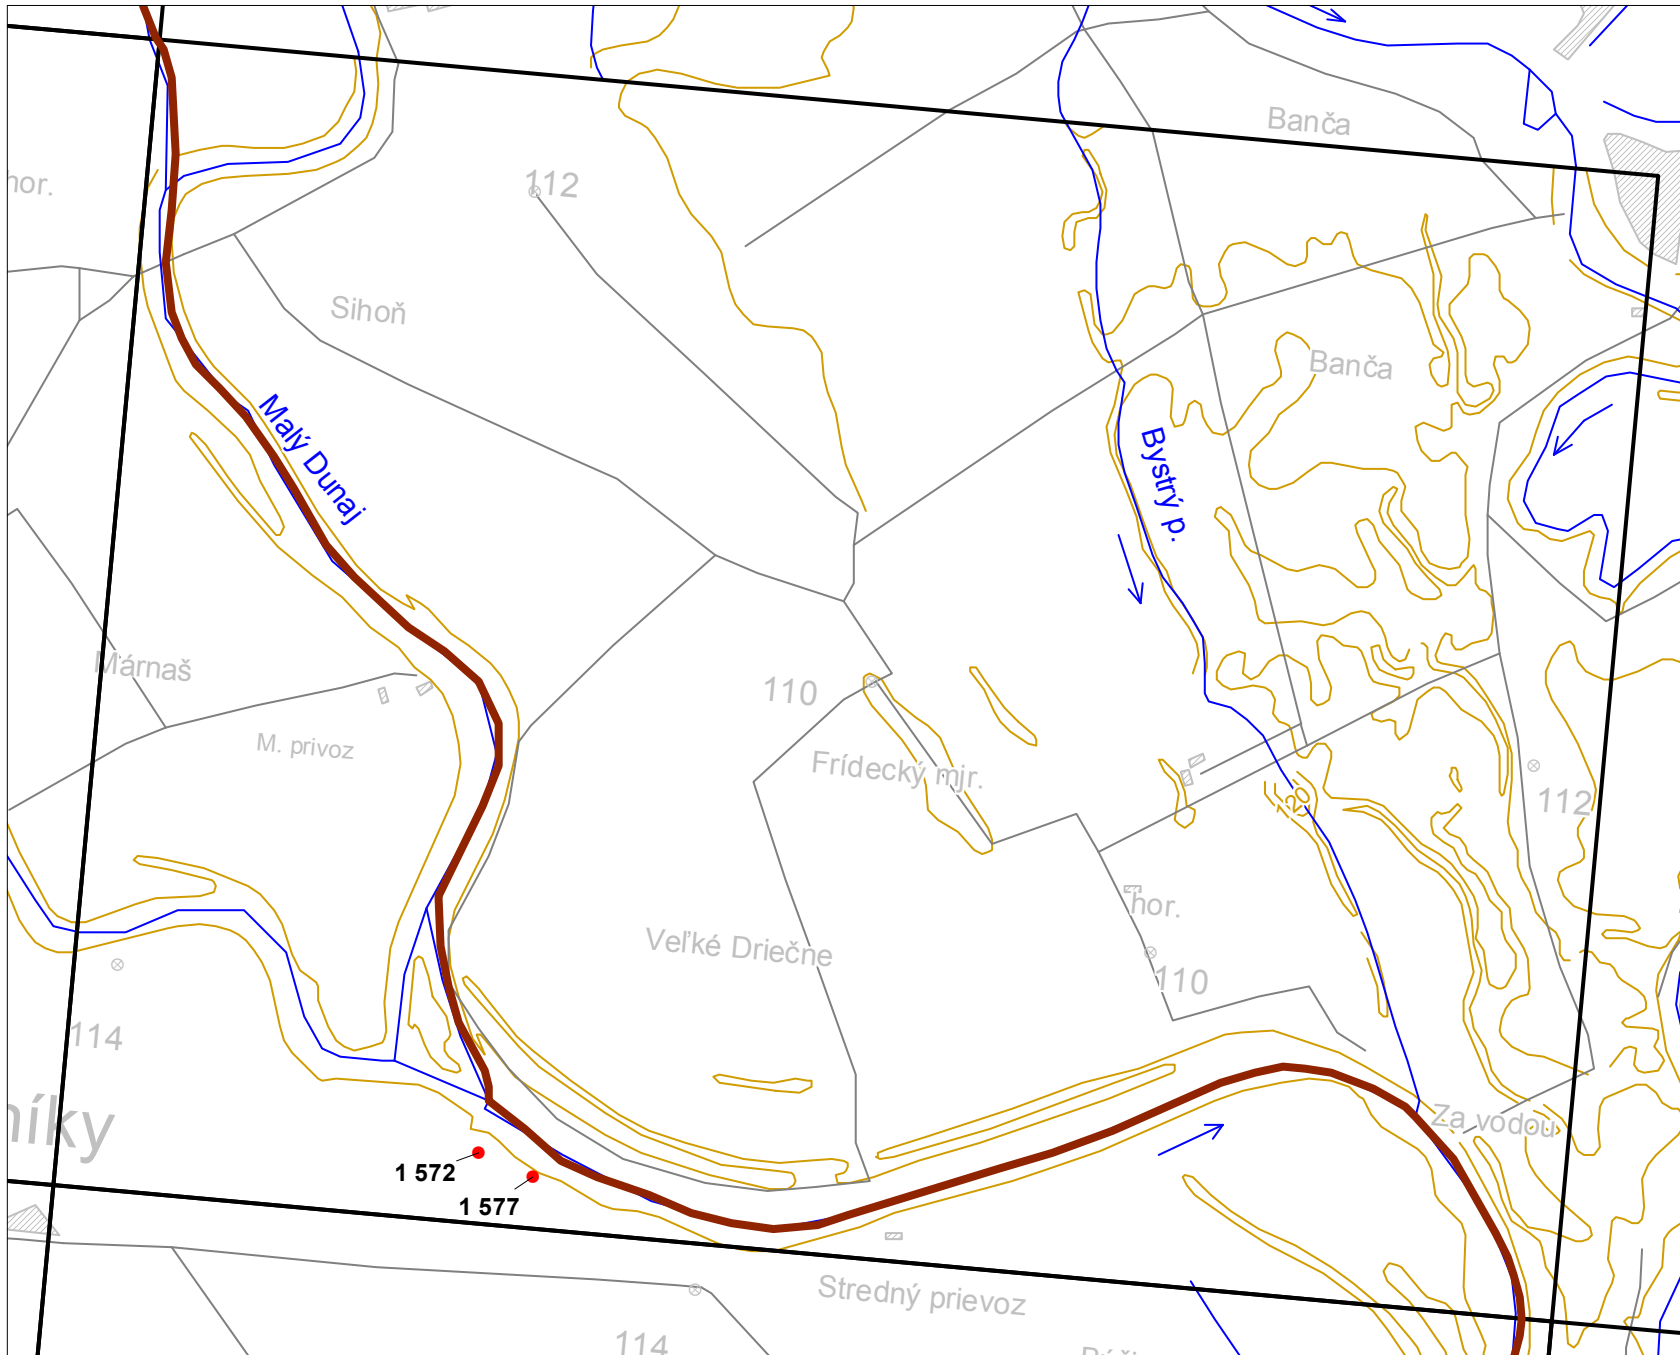 Banča
hor.
112
Sihoň
Banča
Malý Dunaj
Bystrý p.
Márnaš
110
M. privoz
Frídecký mjr.
120
112
hor.
Veľké Driečne
110
114
níky
Za vodou
1 572
1 577
Stredný prievoz
114